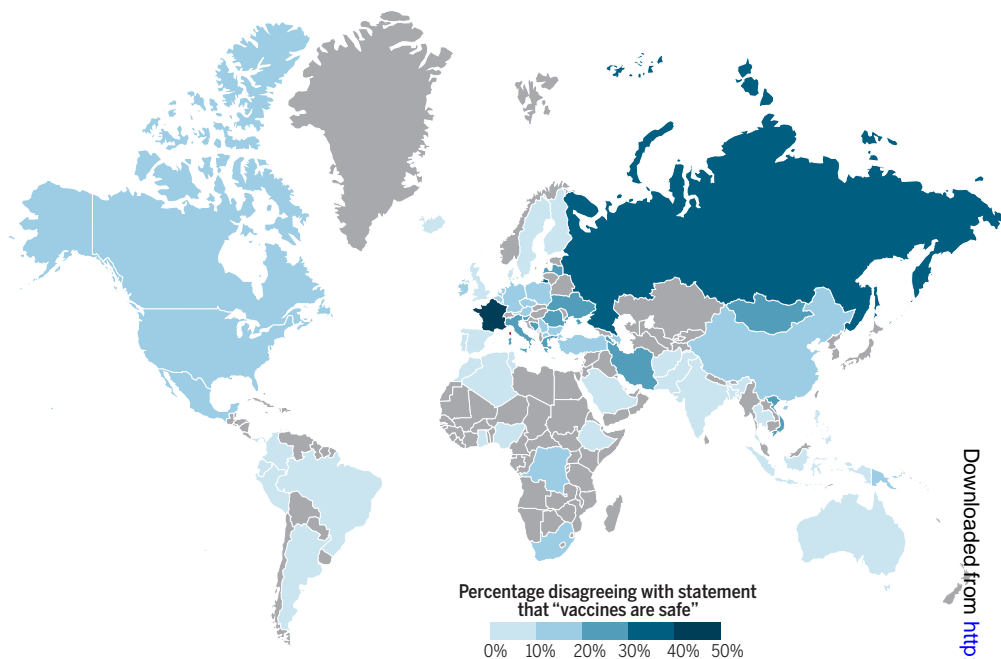 Percentage disagreeing with statement
that “vaccines are safe”
0% 10% 20% 30% 40% 50%
Downloaded from http: